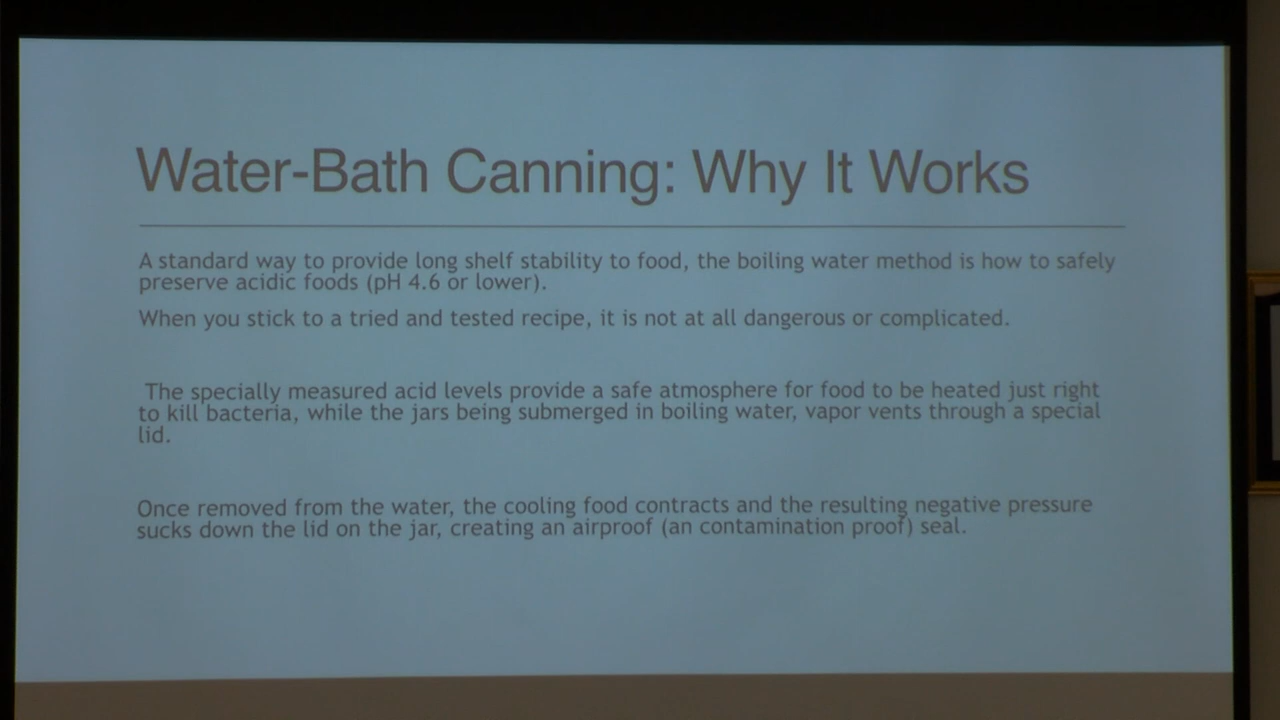 Water-Bath Canning: Why It Works
A standard way to provide long shelf stability to food, the boiling water method is how to safely
preserve acidic foods (pH 4.6 or lower).
When you stick to a tried and tested recipe, it is not at all dangerous or complicated.
The specially measured acid levels provide a safe atmosphere for food to be heated just right
to kill bacteria, while the jars being submerged in boiling water, vapor vents through a special
lid.
Once removed from the water, the cooling food contracts and the resulting negative pressure
sucks down the lid on the jar, creating an airproof (an contamination proof) seal.